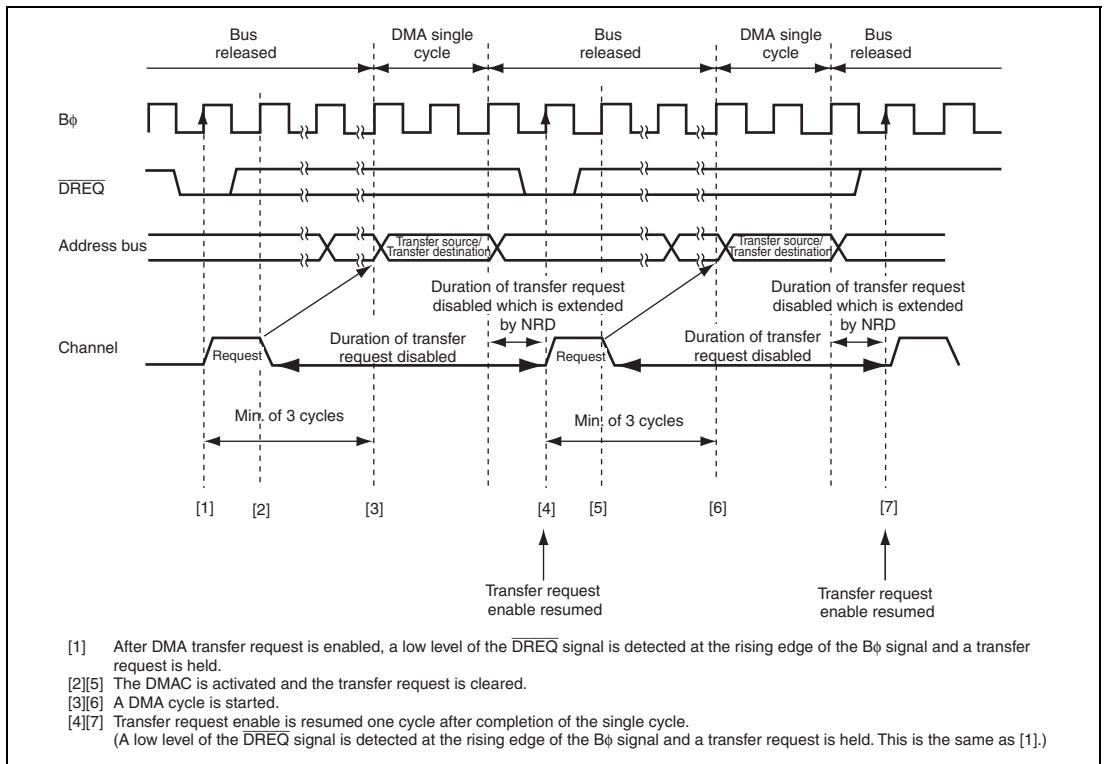 Bus
released
DMA single
cycle
Bus
released
DMA single
cycle
Bus
released
Bϕ
DREQ
Address bus
Transfer source/
Transfer destination
Transfer source/
Transfer destination
Duration of transfer request
disabled which is extended
by NRD
Duration of transfer request
disabled which is extended
by NRD
Channel
Request
Duration of transfer
request disabled
Request
Duration of transfer
request disabled
Min. of 3 cycles
Min. of 3 cycles
[1]
[2]
[3]
[4]
[5]
[6]
[7]
Transfer request
enable resumed
Transfer request
enable resumed
[1] After DMA transfer request is enabled, a low level of the DREQ signal is detected at the rising edge of the Bϕ signal and a transfer
request is held.
[2][5] The DMAC is activated and the transfer request is cleared.
[3][6] A DMA cycle is started.
[4][7] Transfer request enable is resumed one cycle after completion of the single cycle.
(A low level of the DREQ signal is detected at the rising edge of the Bϕ signal and a transfer request is held. This is the same as [1].)